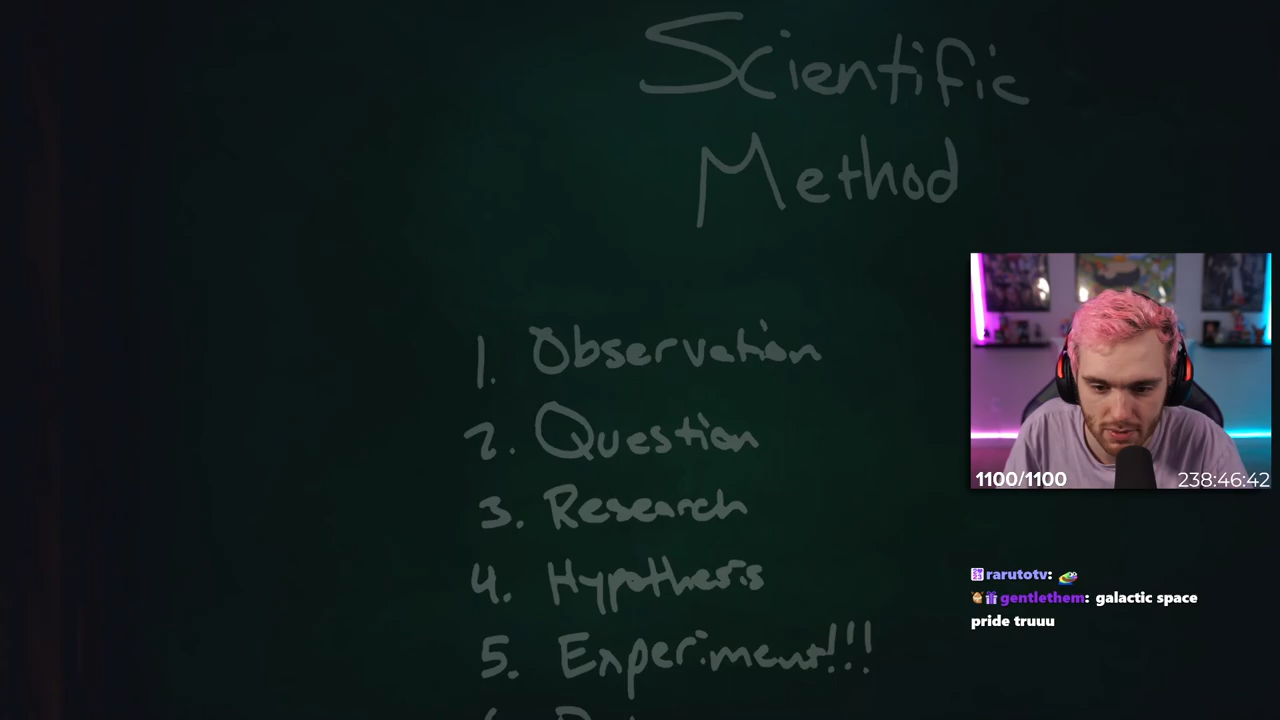 Scientific
Method
1. Observation
2. Question
3. Research
4. Hypothesis
5. Experiment!!!
1100/1100
238:46:42
rarutotv:
gentlethem: galactic space
pride truuu